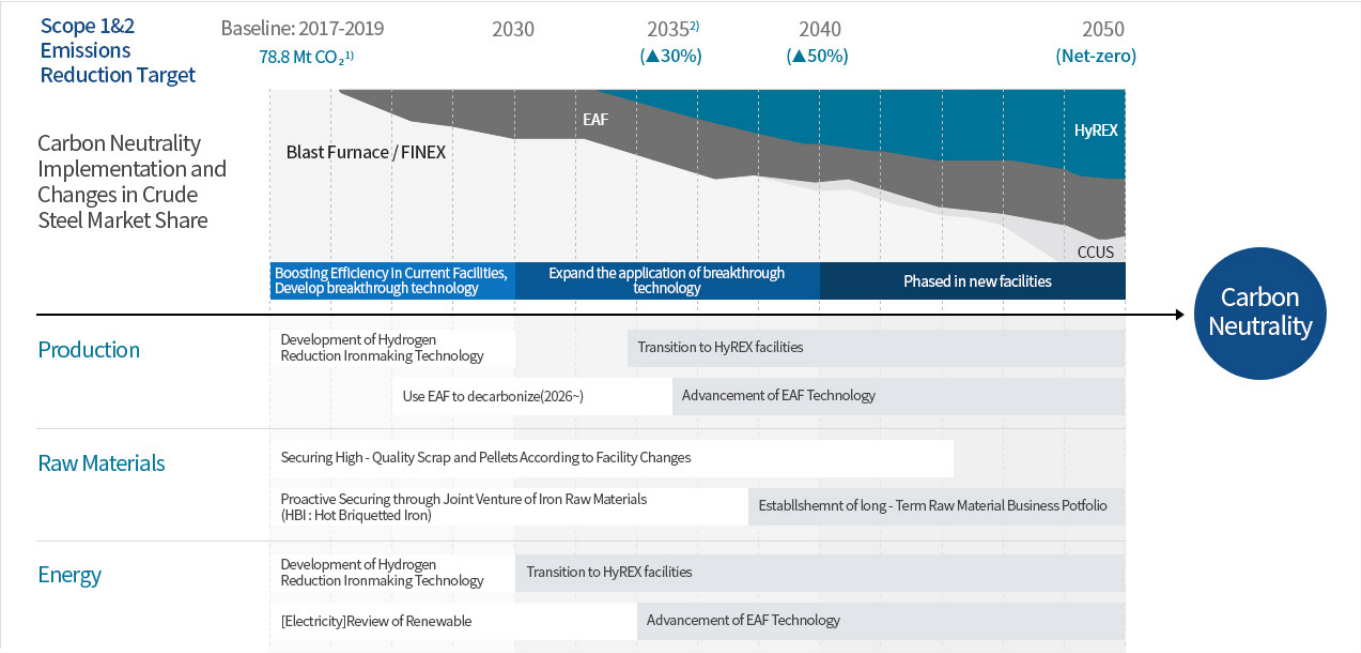 Scope 1&2
Emissions
Reduction Target
Baseline: 2017-2019
78.8 Mt CO₂¹⁾
2030
2035²⁾
(▲30%)
2040
(▲50%)
2050
(Net-zero)
Carbon Neutrality
Implementation and
Changes in Crude
Steel Market Share
Blast Furnace / FINEX
EAF
HyREX
CCUS
Boosting Efficiency in Current Facilities,
Develop breakthrough technology
Expand the application of breakthrough
technology
Phased in new facilities
Carbon
Neutrality
Production
Development of Hydrogen
Reduction Ironmaking Technology
Transition to HyREX facilities
Use EAF to decarbonize(2026~)
Advancement of EAF Technology
Raw Materials
Securing High - Quality Scrap and Pellets According to Facility Changes
Proactive Securing through Joint Venture of Iron Raw Materials
(HBI : Hot Briquetted Iron)
Establlshemnt of long - Term Raw Material Business Potfolio
Energy
Development of Hydrogen
Reduction Ironmaking Technology
Transition to HyREX facilities
[Electricity]Review of Renewable
Advancement of EAF Technology